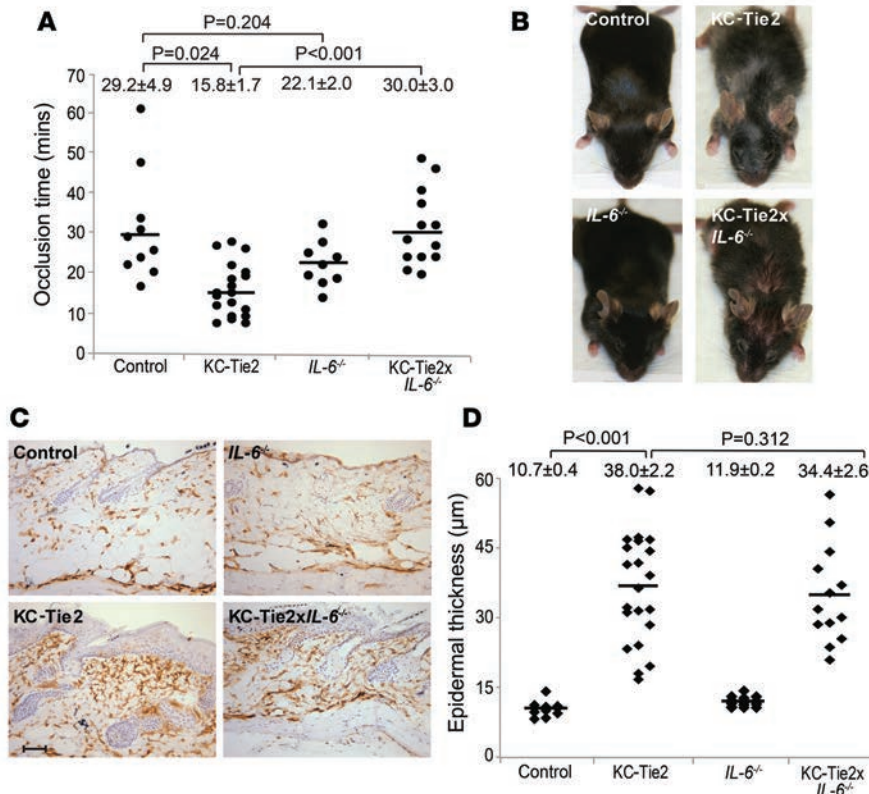 A
P=0.204
P=0.024 P<0.001
29.2±4.9 15.8±1.7 22.1±2.0 30.0±3.0
Occlusion time (mins)
70
60
50
40
30
20
10
0
Control KC-Tie2 IL-6-/- KC-Tie2x
IL-6-/-
B
Control KC-Tie2
IL-6-/- KC-Tie2x
IL-6-/-
C
Control IL-6-/-
KC-Tie2 KC-Tie2xIL-6-/-
D
P<0.001 P=0.312
10.7±0.4 38.0±2.2 11.9±0.2 34.4±2.6
Epidermal thickness (µm)
60
45
30
15
0
Control KC-Tie2 IL-6-/- KC-Tie2x
IL-6-/-